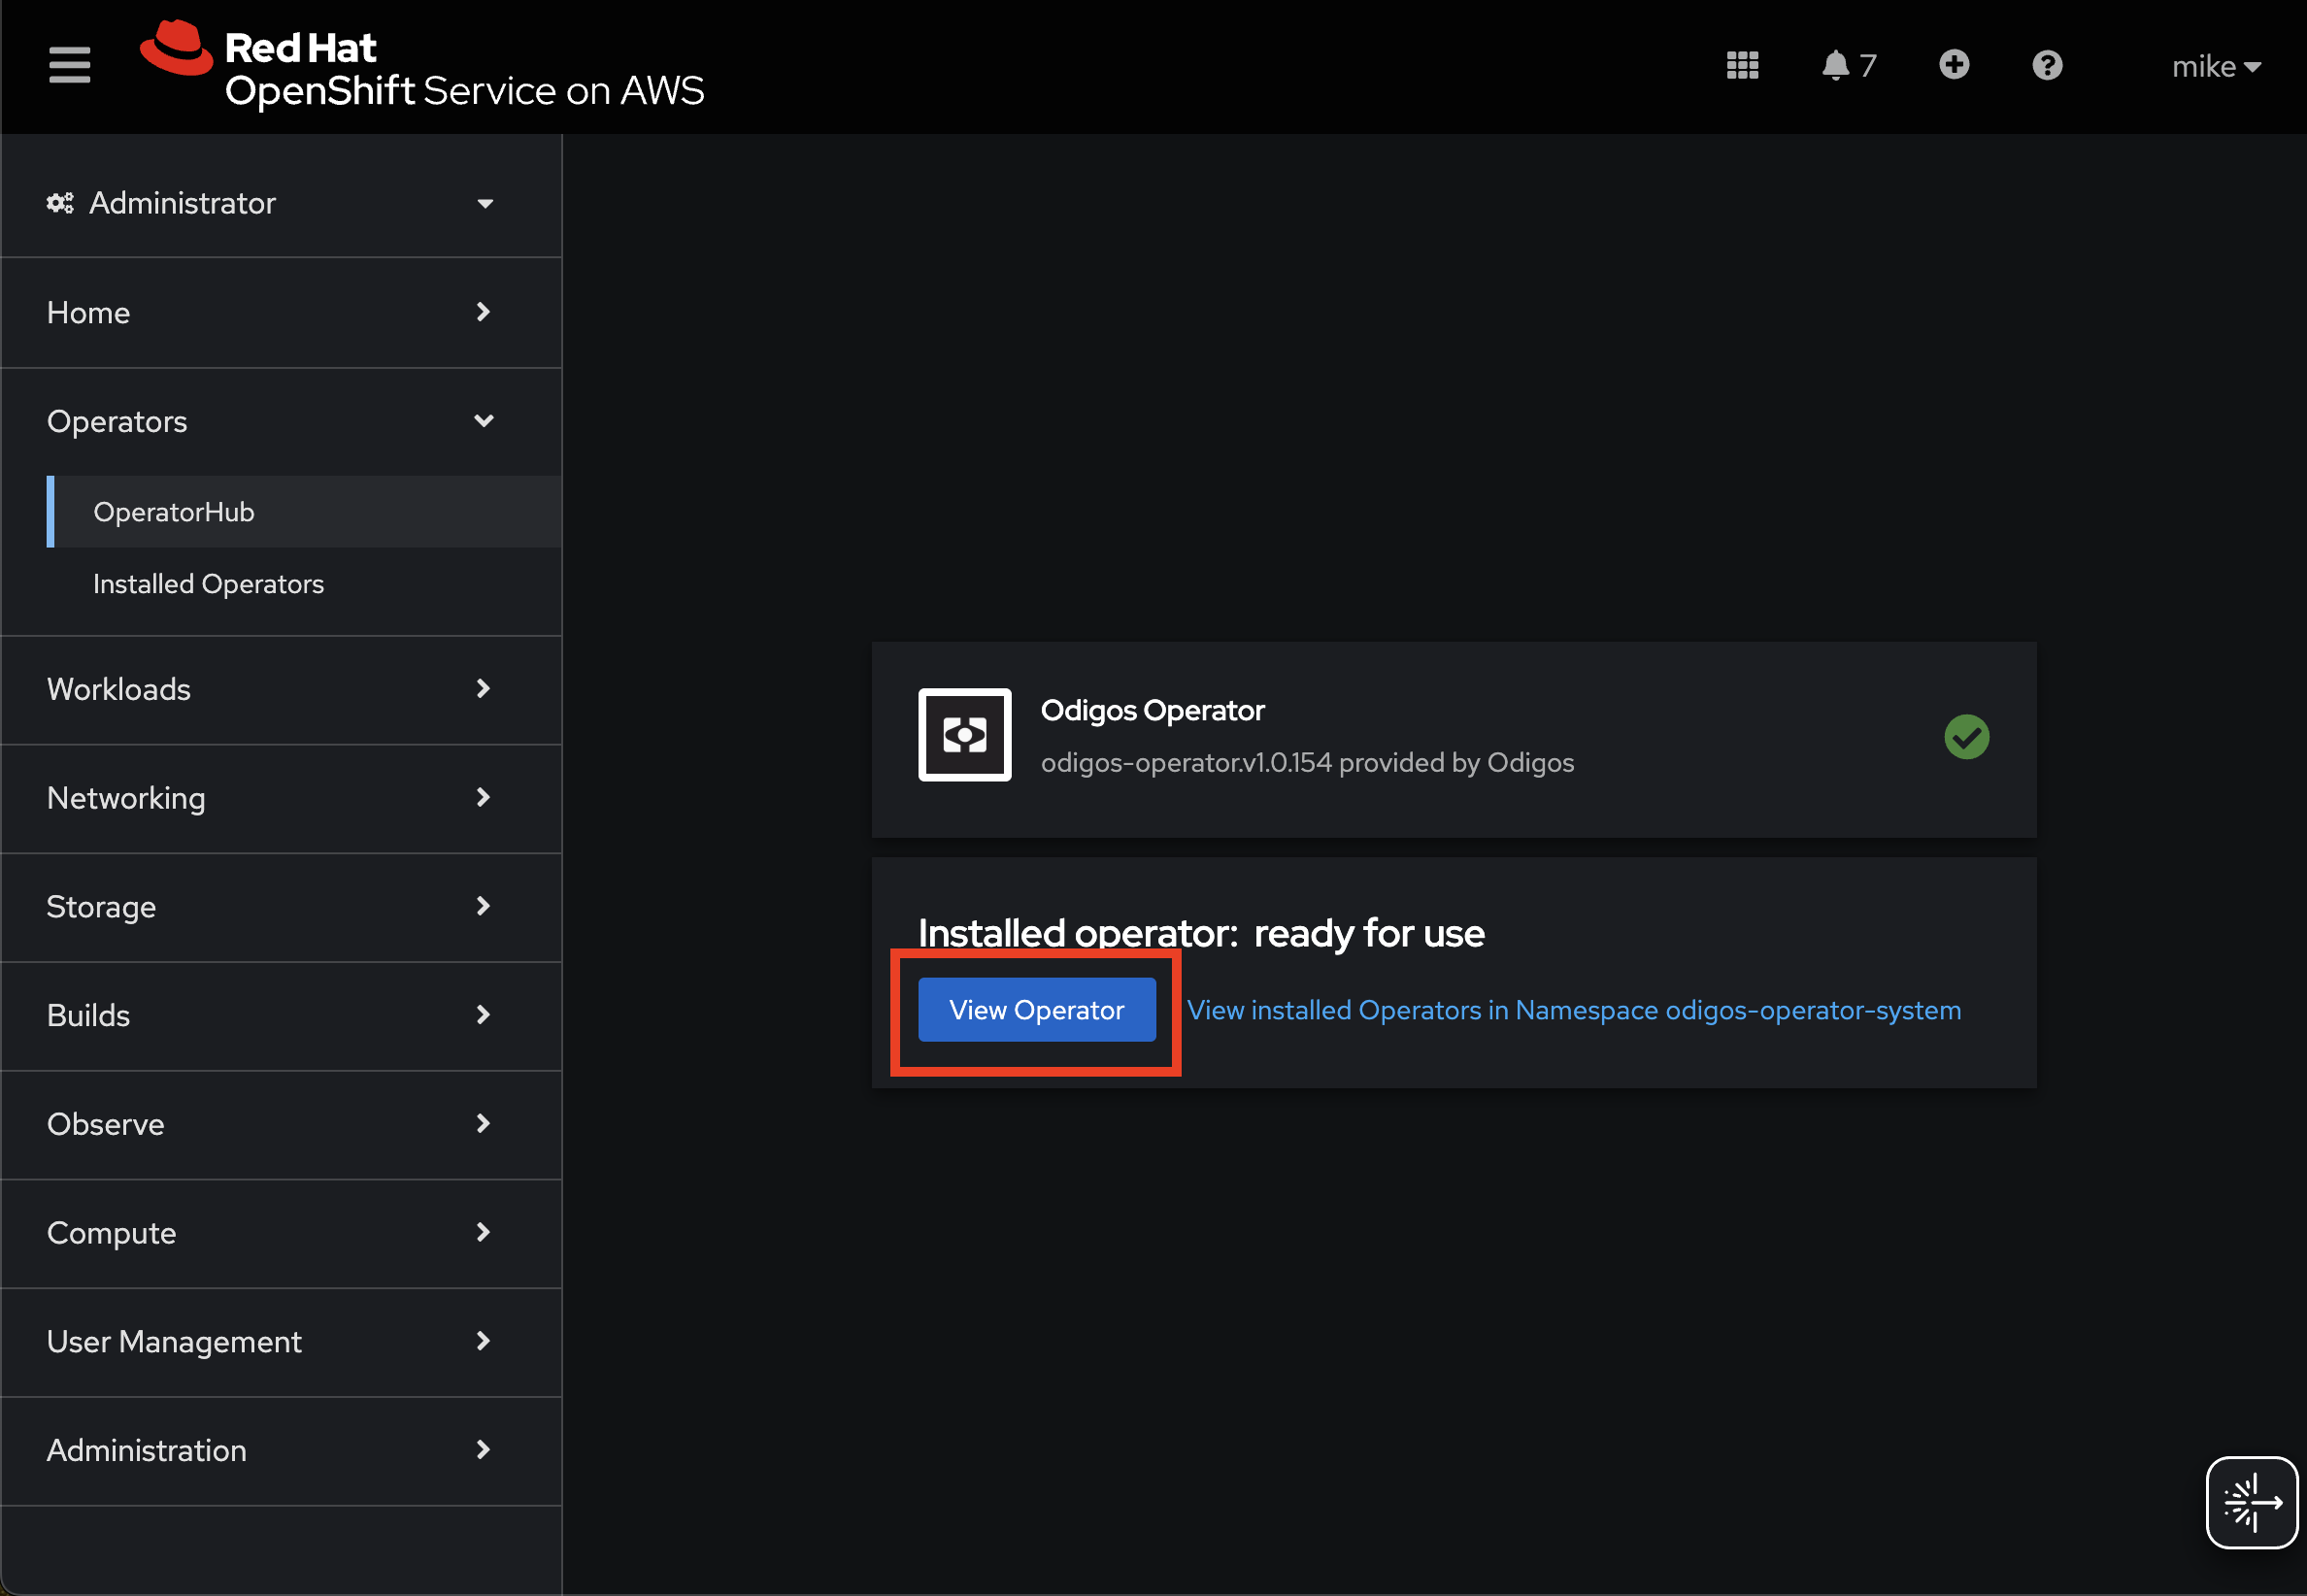 Red Hat
OpenShift Service on AWS
7
mike
Administrator
Home
Operators
OperatorHub
Installed Operators
Workloads
Networking
Storage
Builds
Observe
Compute
User Management
Administration
Odigos Operator
odigos-operator.v1.0.154 provided by Odigos
Installed operator: ready for use
View Operator
View installed Operators in Namespace odigos-operator-system